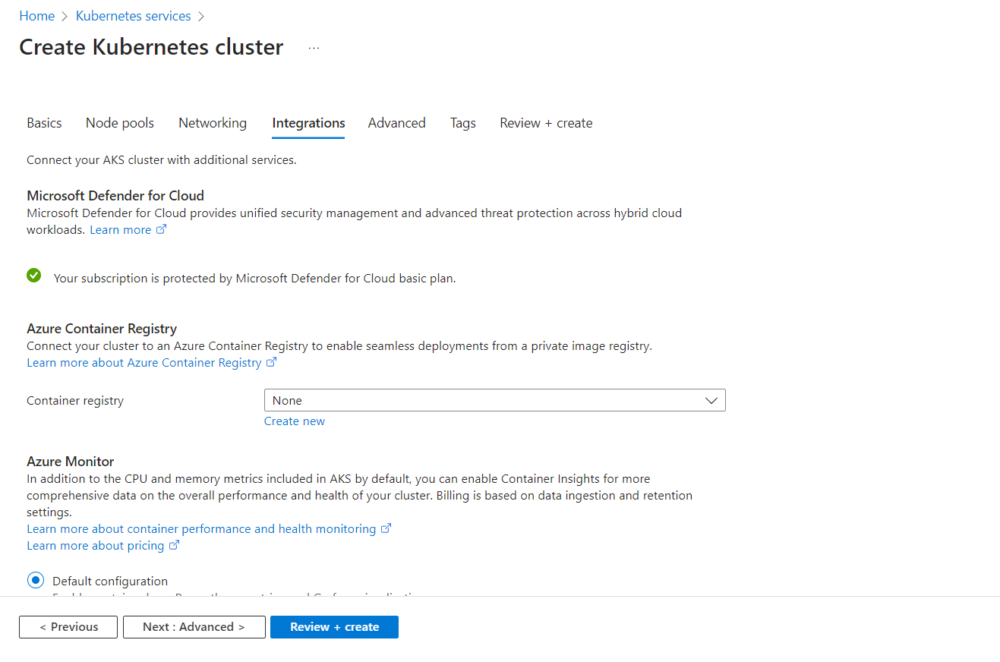 Home > Kubernetes services >
Create Kubernetes cluster ...
Basics Node pools Networking Integrations Advanced Tags Review + create
Connect your AKS cluster with additional services.
Microsoft Defender for Cloud
Microsoft Defender for Cloud provides unified security management and advanced threat protection across hybrid cloud
workloads. Learn more
Your subscription is protected by Microsoft Defender for Cloud basic plan.
Azure Container Registry
Connect your cluster to an Azure Container Registry to enable seamless deployments from a private image registry.
Learn more about Azure Container Registry
Container registry None
Create new
Azure Monitor
In addition to the CPU and memory metrics included in AKS by default, you can enable Container Insights for more
comprehensive data on the overall performance and health of your cluster. Billing is based on data ingestion and retention
settings.
Learn more about container performance and health monitoring
Learn more about pricing
Default configuration
< Previous Next : Advanced > Review + create